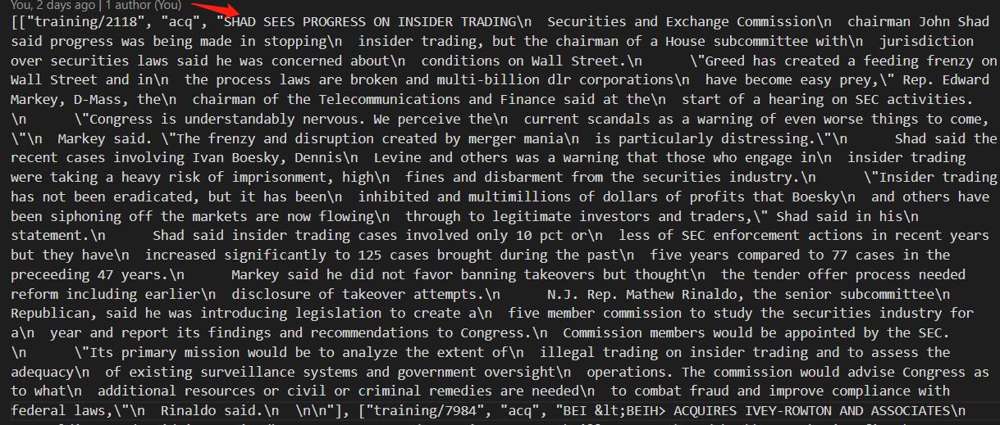 You, 2 days ago | 1 author (You)
[["training/2118", "acq", "SHAD SEES PROGRESS ON INSIDER TRADING\n  Securities and Exchange Commission\n  chairman John Shad
said progress was being made in stopping\n  insider trading, but the chairman of a House subcommittee with\n  jurisdiction
over securities laws said he was concerned about\n  conditions on Wall Street.\n      \"Greed has created a feeding frenzy on
Wall Street and in\n  the process laws are broken and multi-billion dlr corporations\n  have become easy prey,\" Rep. Edward
Markey, D-Mass, the\n  chairman of the Telecommunications and Finance said at the\n  start of a hearing on SEC activities.
\n      \"Congress is understandably nervous. We perceive the\n  current scandals as a warning of even worse things to come,
\"\n  Markey said. \"The frenzy and disruption created by merger mania\n  is particularly distressing.\"\n      Shad said the
recent cases involving Ivan Boesky, Dennis\n  Levine and others was a warning that those who engage in\n  insider trading
were taking a heavy risk of imprisonment, high\n  fines and disbarment from the securities industry.\n      \"Insider trading
has not been eradicated, but it has been\n  inhibited and multimillions of dollars of profits that Boesky\n  and others have
been siphoning off the markets are now flowing\n  through to legitimate investors and traders,\" Shad said in his\n
statement.\n      Shad said insider trading cases involved only 10 pct or\n  less of SEC enforcement actions in recent years
but they have\n  increased significantly to 125 cases brought during the past\n  five years compared to 77 cases in the
preceeding 47 years.\n      Markey said he did not favor banning takeovers but thought\n  the tender offer process needed
reform including earlier\n  disclosure of takeover attempts.\n      N.J. Rep. Mathew Rinaldo, the senior subcommittee\n
Republican, said he was introducing legislation to create a\n  five member commission to study the securities industry for
a\n  year and report its findings and recommendations to Congress.\n  Commission members would be appointed by the SEC.
\n      \"Its primary mission would be to analyze the extent of\n  illegal trading on insider trading and to assess the
adequacy\n  of existing surveillance systems and government oversight\n  operations. The commission would advise Congress as
to what\n  additional resources or civil or criminal remedies are needed\n  to combat fraud and improve compliance with
federal laws,\"\n  Rinaldo said.\n  \n\n"], ["training/7984", "acq", "BEI &lt;BEIH> ACQUIRES IVEY-ROWTON AND ASSOCIATES\n